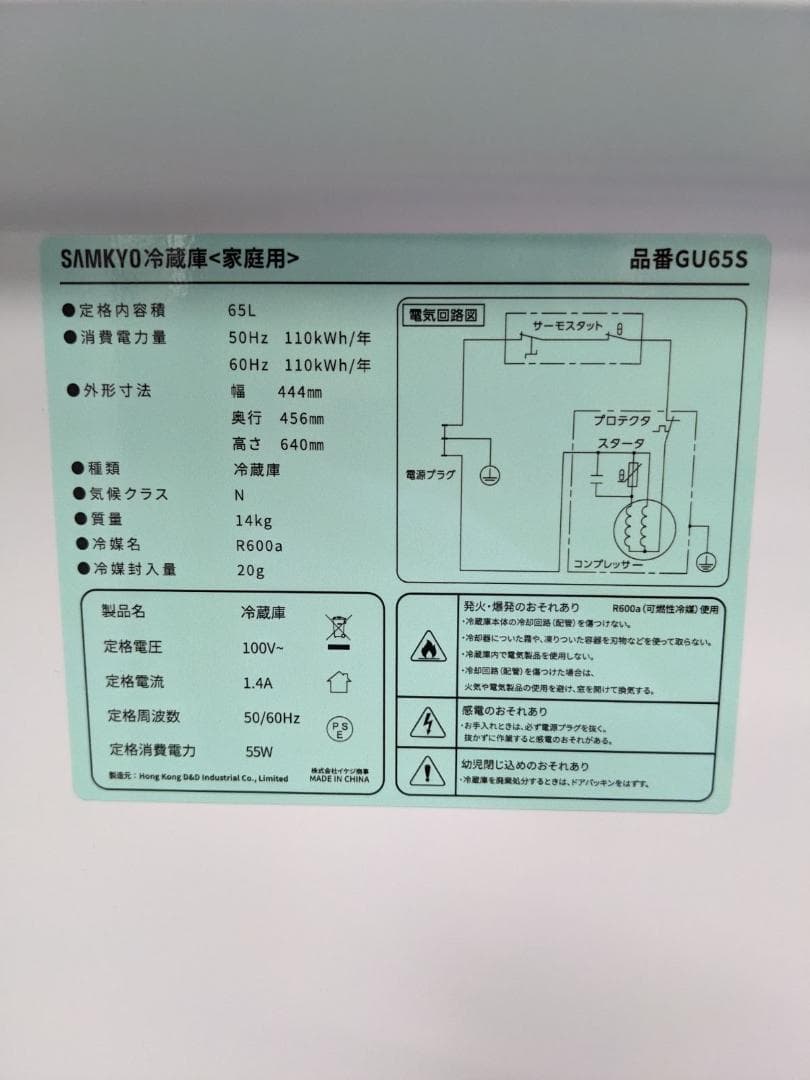 SAMKYO冷蔵庫<家庭用>
品番GU65S
●定格内容積 65L
●消費電力量 50Hz 110kWh/年
60Hz 110kWh/年
●外形寸法 幅 444mm
奥行 456mm
高さ 640mm
●種類 冷蔵庫
●気候クラス N
●質量 14kg
●冷媒名 R600a
●冷媒封入量 20g
電気回路図
サーモスタット
θ
プロテクタ
スタータ
θ
電源プラグ
コンプレッサー
製品名 冷蔵庫
定格電圧 100V~
定格電流 1.4A
定格周波数 50/60Hz
PS
E
定格消費電力 55W
製造元：Hong Kong D&D Industrial Co., Limited
株式会社イケジ商事
MADE IN CHINA
発火・爆発のおそれあり R600a（可燃性冷媒）使用
・冷蔵庫本体の冷却回路（配管）を傷つけない。
・冷却器についた霜や、凍りついた容器を刃物などを使って取らない。
・冷蔵庫内で電気製品を使用しない。
・冷却回路（配管）を傷つけた場合は、
火気や電気製品の使用を避け、窓を開けて換気する。
感電のおそれあり
・お手入れときは、必ず電源プラグを抜く。
抜かずに作業すると感電のおそれがある。
幼児閉じ込めのおそれあり
・冷蔵庫を廃棄処分するときは、ドアパッキンをはずす。